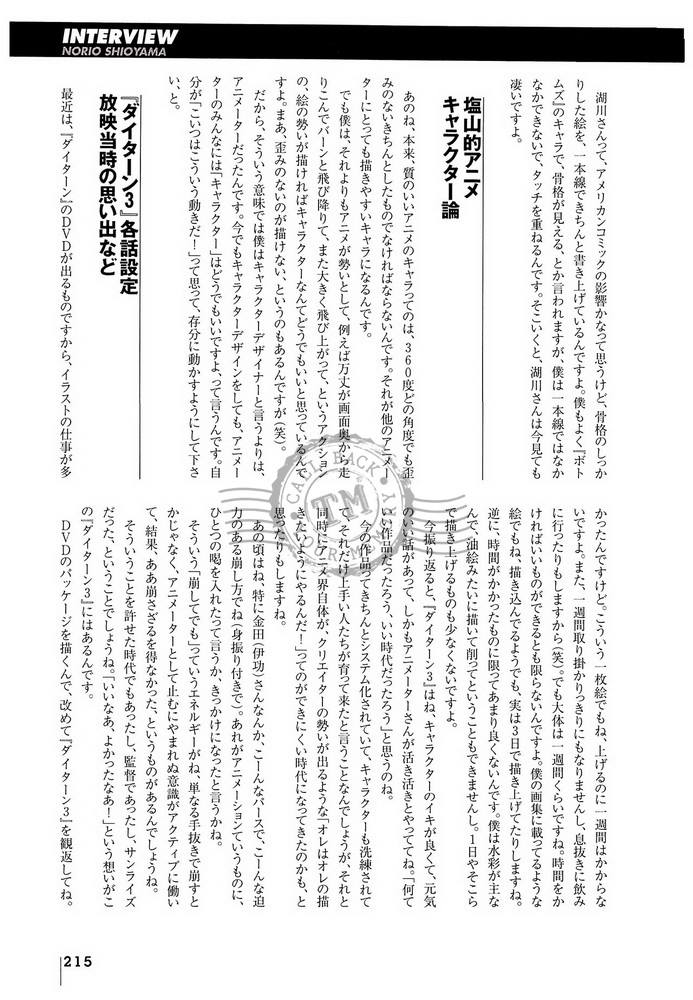 INTERVIEW
NORIO SHIOYAMA
湖川さんって、アメリカンコミックの影響かなって思うけど、骨格のしっか
りした絵を、一本線できちんと書き上げているんですよ。僕もよく『ボト
ムズ』のキャラで、骨格が見える、とか言われますが、僕は一本線ではなか
なかできないで、タッチを重ねるんです。そこいくと、湖川さんは今見ても
凄いですよ。
塩山的アニメ
キャラクター論
あのね、本来、質のいいアニメのキャラってのは、360度どの角度でも歪
みのないきちんとしたものでなければならないんです。それが他のアニメー
ターにとっても描きやすいキャラになるんです。
でも僕は、それよりもアニメが勢いとして、例えば万丈が画面奥から走
りこんでバーンと飛び降りて、また大きく飛び上がって、というアクション
の、絵の勢いが描ければキャラクターなんてどうでもいいと思っているんで
すよ。まあ、歪みのないのが描けない、というのもあるんですが(笑)。
だから、そういう意味では僕はキャラクターデザイナーと言うよりは、
アニメーターだったんです。今でもキャラクターデザインをしても、アニメー
ターのみんなには「キャラクター」はどうでもいいですよ、って言うんです。自
分が「こいつはこういう動きだ!」って思って、存分に動かすようにして下さ
い、と。
『ダイターン3』各話設定
放映当時の思い出など
最近は、『ダイターン』のDVDが出るものですから、イラストの仕事が多
かったんですけど。こういう一枚絵でもね、上げるのに一週間はかからな
いですよ。また、一週間取り掛かりっきりにもなりませんし、息抜きに飲み
に行ったりもしますから(笑)。でも大体は一週間くらいですね。時間をか
ければいいものができるとも限らないんですよ。僕の画集に載ってるような
絵でもね、描き込んでるようでも、実は3日で描き上げてたりしますね。
逆に、時間がかかったものに限ってあまり良くないんです。僕は水彩が主な
んで、油絵みたいに描いて削ってということもできませんし。1日やそこら
で描き上げるものも少なくないですよ。
今振り返ると、『ダイターン3』はね、キャラクターのイキが良くて、元気
のいい話があって、しかもアニメーターさんが活き活きとやっててね。「何て
いい作品だったろう、いい時代だったろう」と思うのね。
今の作品ってきちんとシステム化されていて、キャラクターも洗練されて
て、それだけ上手い人たちが育って来たと言うことなんでしょうが、それと
同時にアニメ界自体が、クリエイターの勢いが出るような「オレはオレの描
きたいようにやるんだ!」ってのができにくい時代になってきたのかも、と
思ったりもしますね。
あの頃はね、特に金田(伊功)さんなんか、こーんなパースで、こーんな迫
力のある崩し方でね(身振り付きで)。あれがアニメーションていうものに、
ひとつの喝を入れたって言うか、きっかけになったと言うかね。
そういう「崩してでも」っていうエネルギーがね、単なる手抜きで崩すと
かじゃなく、アニメーターとして止むにやまれぬ意識がアクティブに働い
て、結果、ああ崩さざるを得なかった、というものがあるんでしょうね。
そういうことを許せた時代でもあったし、監督であったし、サンライズ
だった、ということでしょうね。「いいなあ、よかったなあ!」という想いがこ
の『ダイターン3』にはあるんです。
DVDのパッケージを描くんで、改めて『ダイターン3』を観返してね。
CALL BACK
TM
215